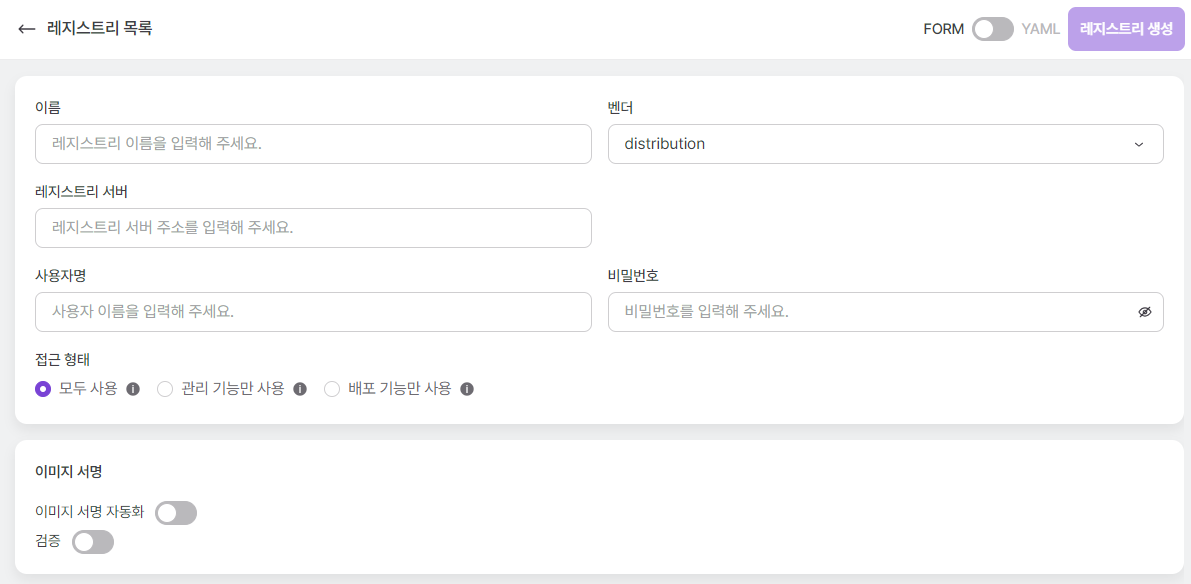 레지스트리 목록
FORM YAML 레지스트리 생성
이름
레지스트리 이름을 입력해 주세요.
벤더
distribution
레지스트리 서버
레지스트리 서버 주소를 입력해 주세요.
사용자명
사용자 이름을 입력해 주세요.
비밀번호
비밀번호를 입력해 주세요.
접근 형태
모두 사용 관리 기능만 사용 배포 기능만 사용
이미지 서명
이미지 서명 자동화
검증